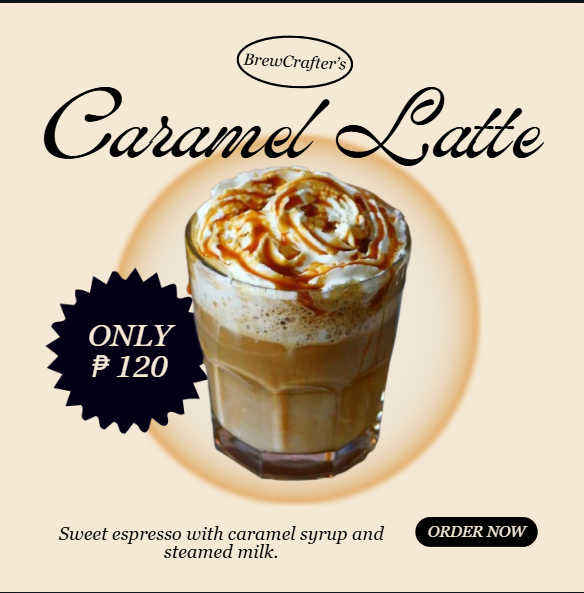 BrewCrafter's
Caramel Latte
ONLY
₱ 120
Sweet espresso with caramel syrup and
steamed milk.
ORDER NOW